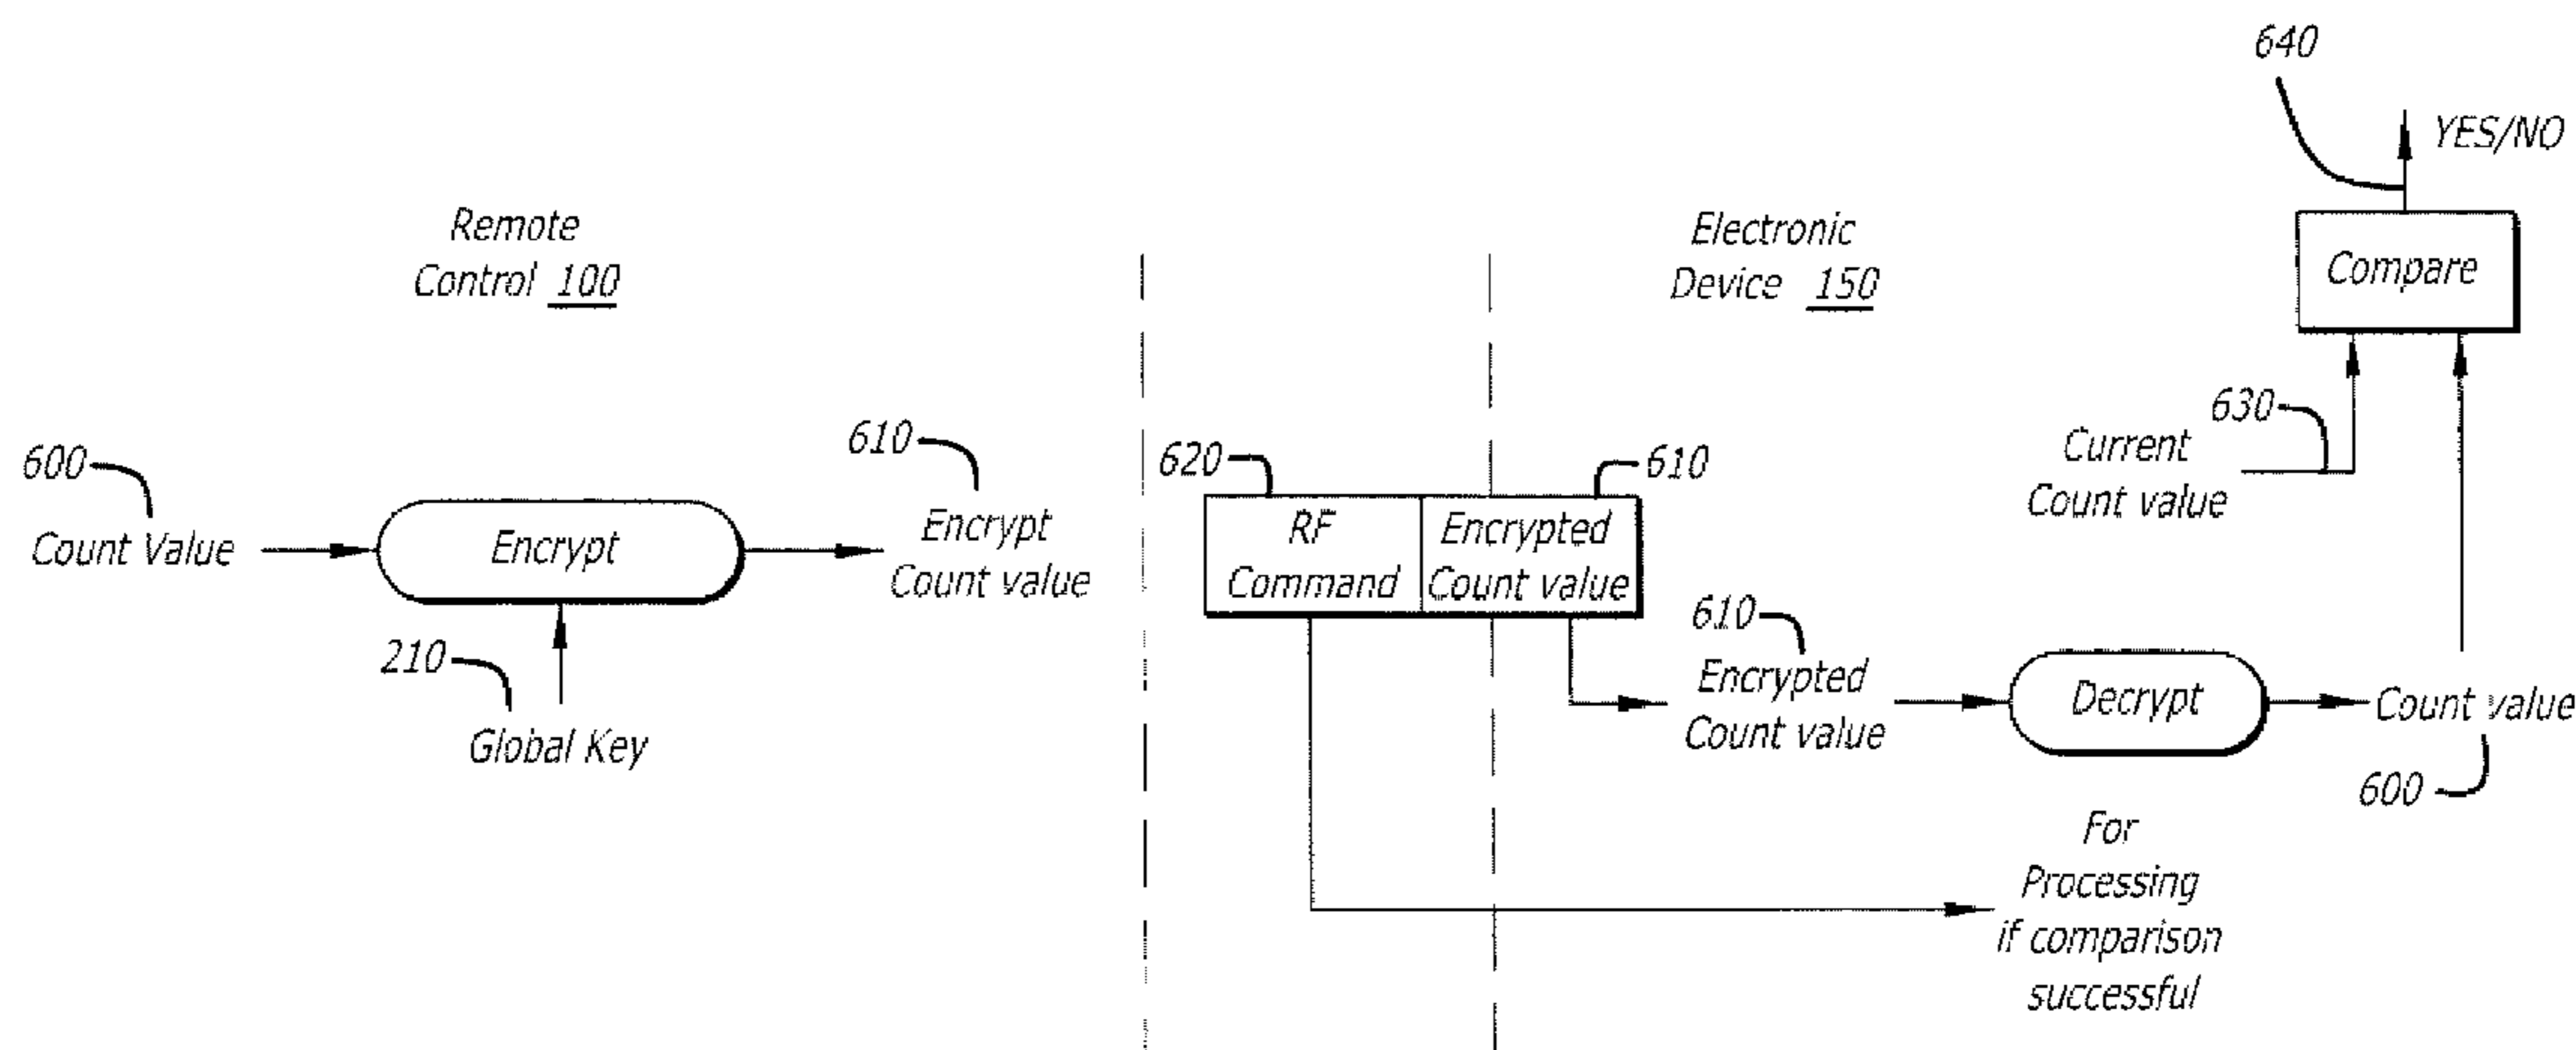 640
YES/NO
Remote
Control 100
Electronic
Device 150
Compare
600
Count Value
Encrypt
610
Encrypt
Count value
210
Global Key
620
610
RF
Command
Encrypted
Count value
630
Current
Count value
610
Encrypted
Count value
Decrypt
Count value
600
For
Processing
if comparison
successful